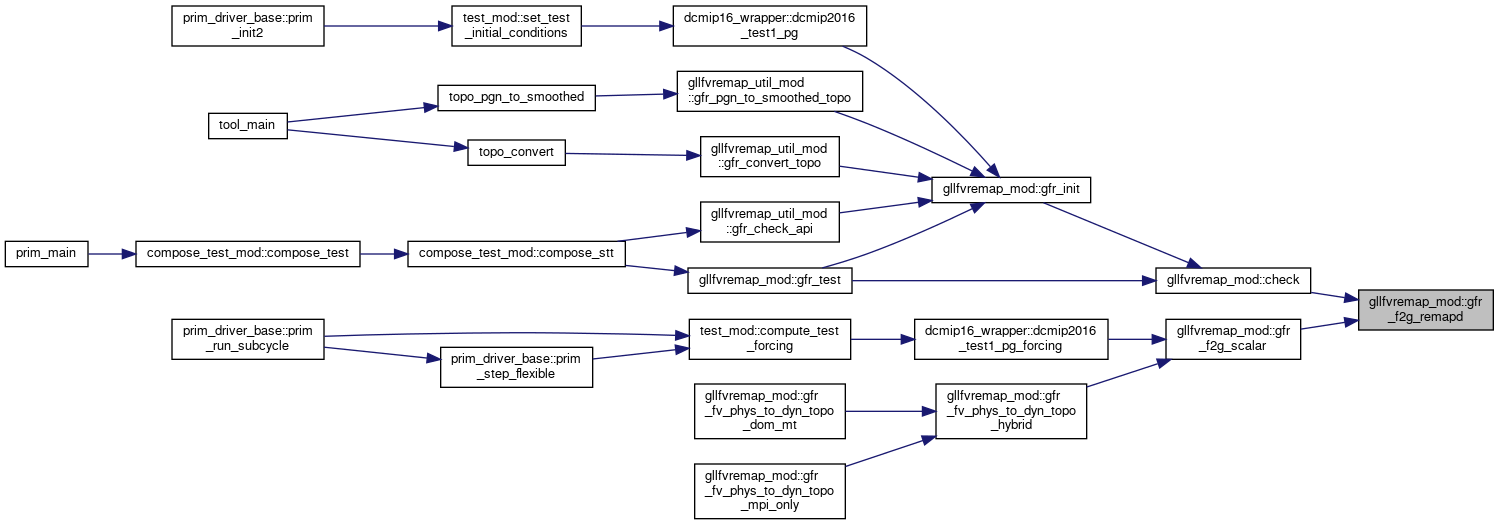 prim_driver_base::prim
_init2
test_mod::set_test
_initial_conditions
dcmip16_wrapper::dcmip2016
_test1_pg
topo_pgn_to_smoothed
gllfvremap_util_mod
::gfr_pgn_to_smoothed_topo
tool_main
topo_convert
gllfvremap_util_mod
::gfr_convert_topo
gllfvremap_mod::gfr_init
gllfvremap_util_mod
::gfr_check_api
prim_main
compose_test_mod::compose_test
compose_test_mod::compose_stt
gllfvremap_mod::gfr_test
gllfvremap_mod::check
gllfvremap_mod::gfr
_f2g_remapd
prim_driver_base::prim
_run_subcycle
prim_driver_base::prim
_step_flexible
test_mod::compute_test
_forcing
dcmip16_wrapper::dcmip2016
_test1_pg_forcing
gllfvremap_mod::gfr
_f2g_scalar
gllfvremap_mod::gfr
_fv_phys_to_dyn_topo
_dom_mt
gllfvremap_mod::gfr
_fv_phys_to_dyn_topo
_hybrid
gllfvremap_mod::gfr
_fv_phys_to_dyn_topo
_mpi_only